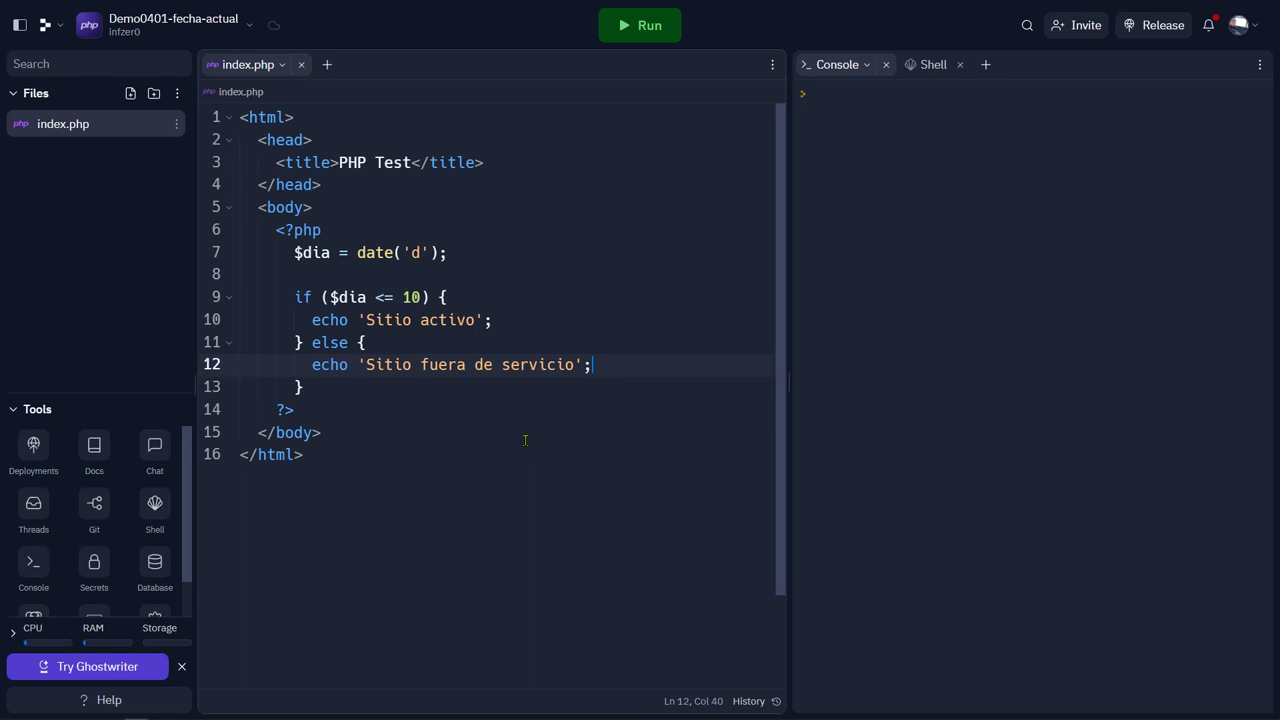 Demo0401-fecha-actual
infzer0
Run
Invite
Release
Search
Files
index.php
index.php
index.php
1 <html>
2 <head>
3 <title>PHP Test</title>
4 </head>
5 <body>
6 <?php
7 $dia = date('d');
8
9 if ($dia <= 10) {
10 echo 'Sitio activo';
11 } else {
12 echo 'Sitio fuera de servicio';
13 }
14 ?>
15 </body>
16 </html>
Ln 12, Col 40 History
Console
Shell
Tools
Deployments Docs Chat
Threads Git Shell
Console Secrets Database
CPU RAM Storage
Try Ghostwriter
? Help
php